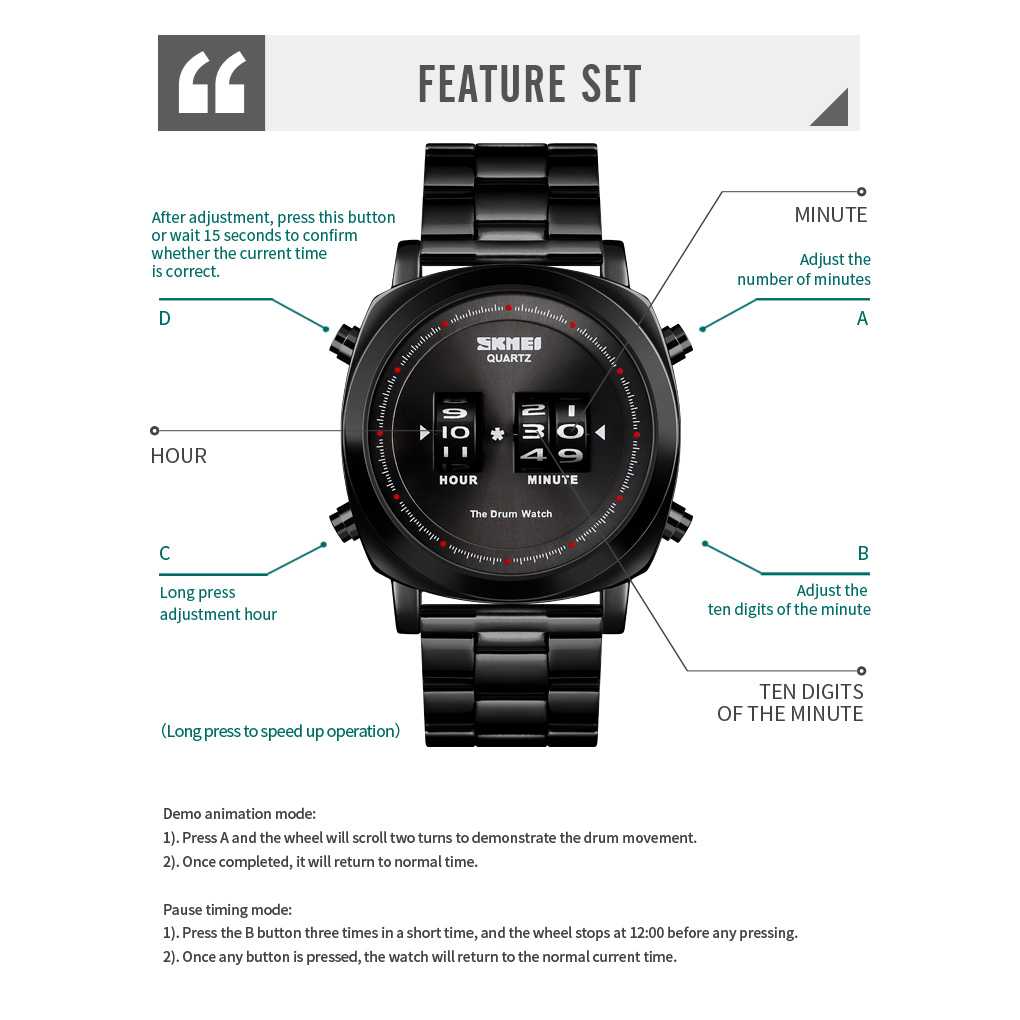 FEATURE SET
After adjustment, press this button
or wait 15 seconds to confirm
whether the current time
is correct.
D
MINUTE
Adjust the
number of minutes
A
SKMEI
QUARTZ
9
10
11
2 1
* 3 0
4 9
HOUR MINUTE
The Drum Watch
HOUR
C
Long press
adjustment hour
B
Adjust the
ten digits of the minute
TEN DIGITS
OF THE MINUTE
(Long press to speed up operation)
Demo animation mode:
1). Press A and the wheel will scroll two turns to demonstrate the drum movement.
2). Once completed, it will return to normal time.
Pause timing mode:
1). Press the B button three times in a short time, and the wheel stops at 12:00 before any pressing.
2). Once any button is pressed, the watch will return to the normal current time.